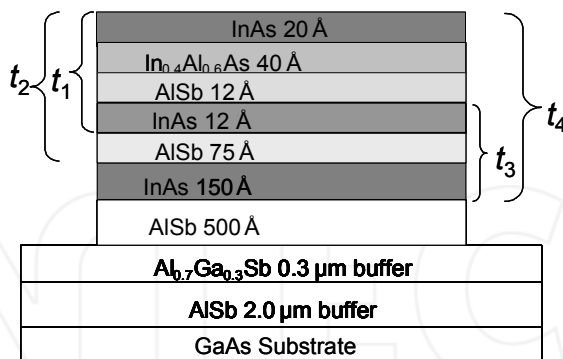 InAs 20 Å
In₀.₄Al₀.₆As 40 Å
AlSb 12 Å
InAs 12 Å
AlSb 75 Å
InAs 150 Å
AlSb 500 Å
Al₀.₇Ga₀.₃Sb 0.3 µm buffer
AlSb 2.0 µm buffer
GaAs Substrate
t₂
t₁
t₄
t₃